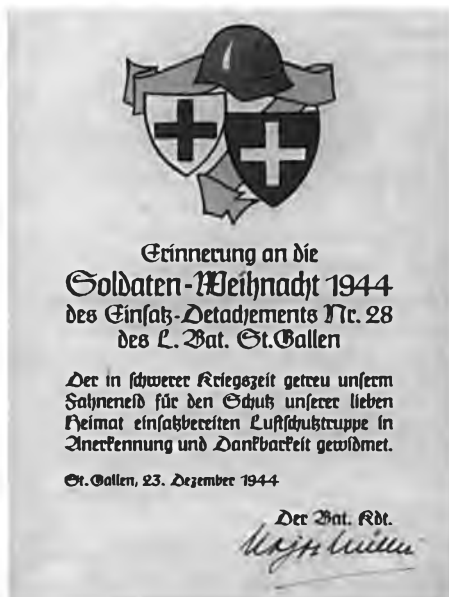 Erinnerung an die
Soldaten-Weihnacht 1944
des Einsatz-Detachements Nr. 28
des L. Bat. St. Gallen
Der in schwerer Kriegszeit getreu unserm
Fahneneid für den Schutz unserer lieben
Heimat einsatzbereiten Luftschutztruppe in
Anerkennung und Dankbarkeit gewidmet.
St. Gallen, 23. Dezember 1944
Der Bat. Kdt.
Major Müller